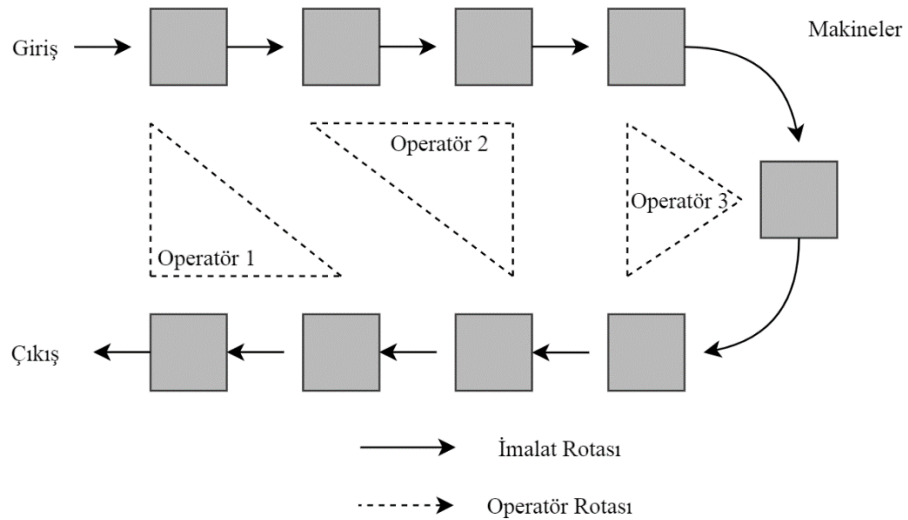 Giriş
Makineler
Operatör 2
Operatör 3
Operatör 1
Çıkış
İmalat Rotası
Operatör Rotası